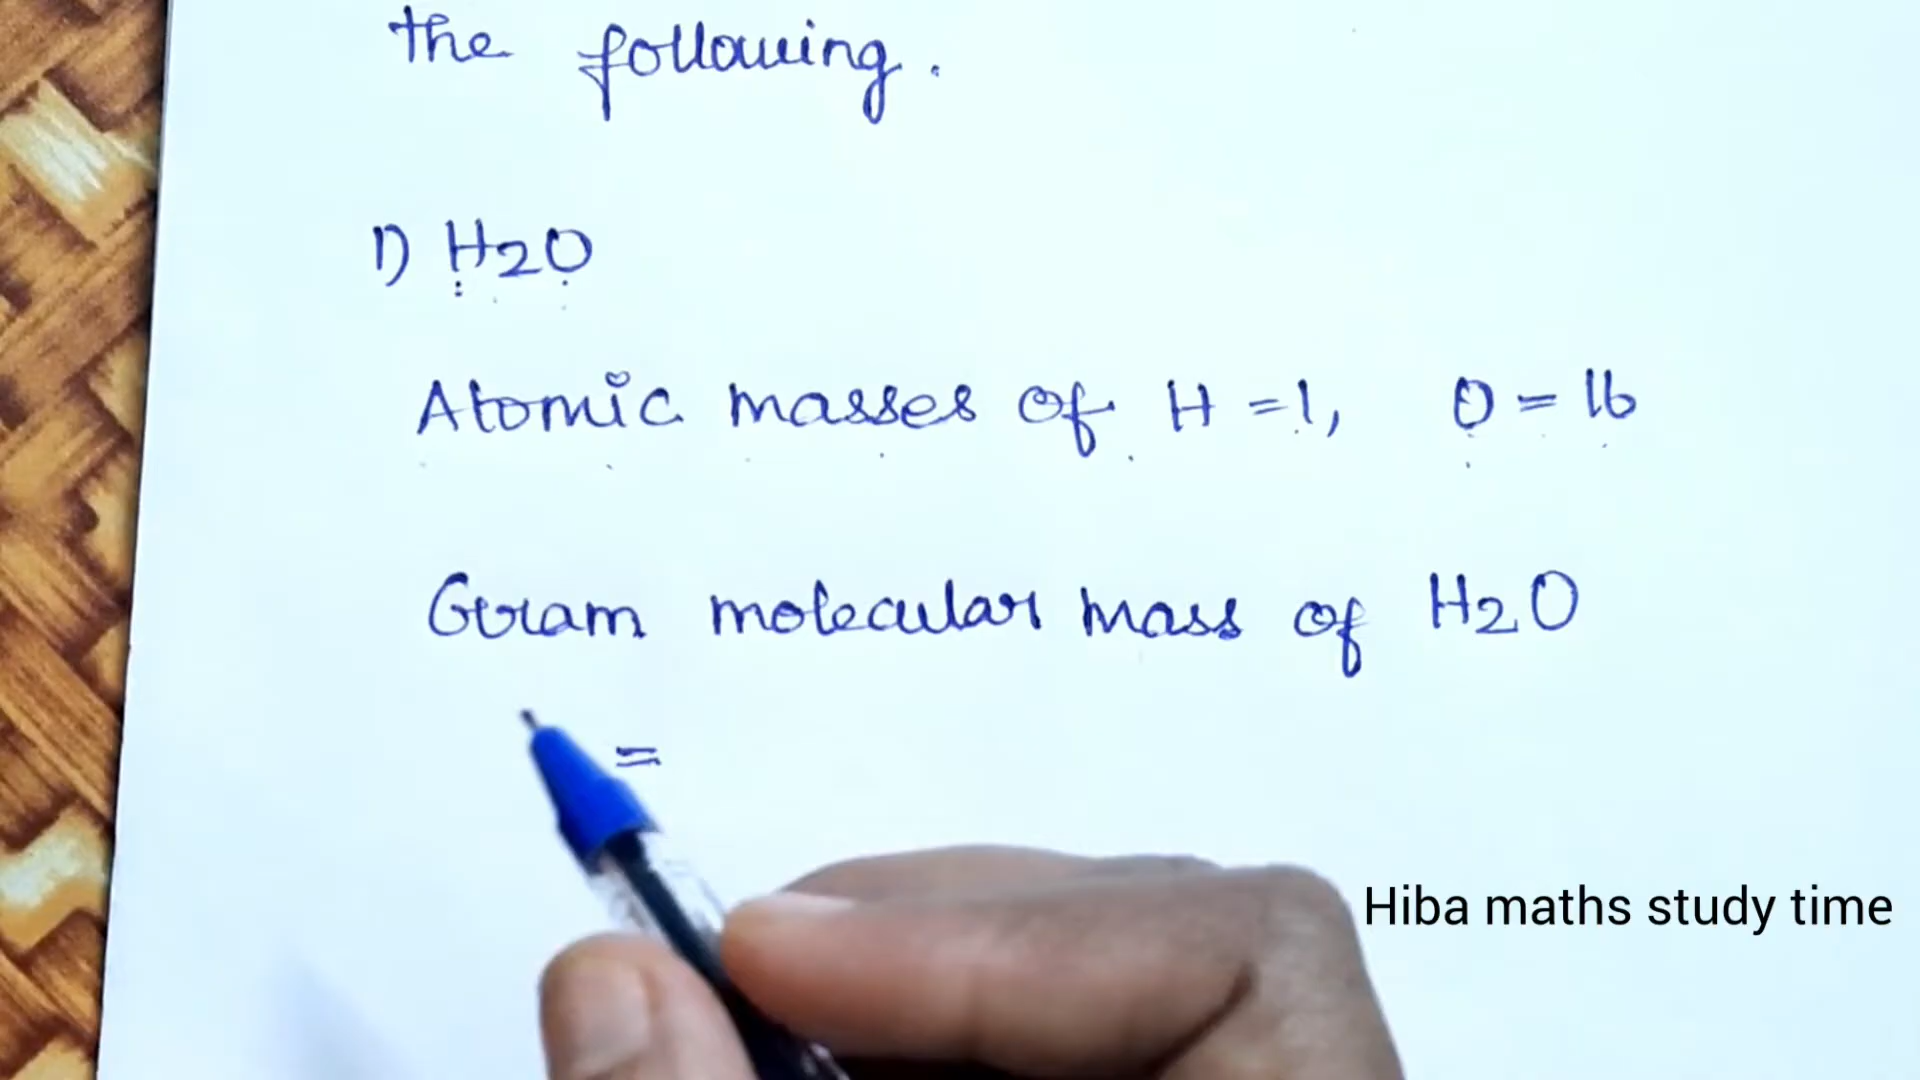 the following.
1) H2O
Atomic masses of H = 1, O = 16
Gram molecular mass of H2O
=
Hiba maths study time